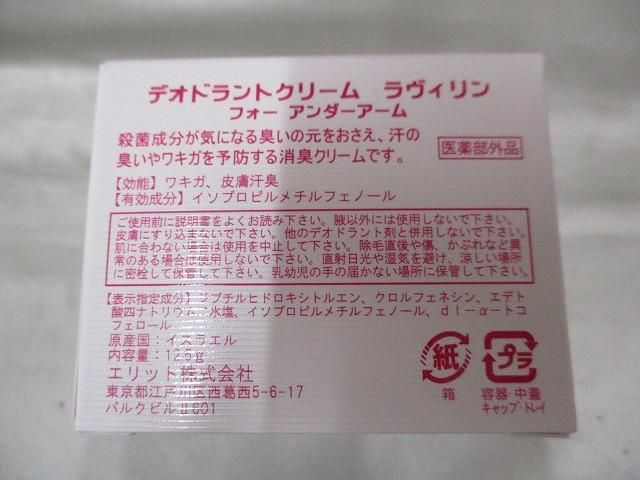 デオドラントクリーム　ラヴィリン
フォー　アンダーアーム
殺菌成分が気になる臭いの元をおさえ、汗の
臭いやワキガを予防する消臭クリームです。
医薬部外品
【効能】ワキガ、皮膚汗臭
【有効成分】イソプロピルメチルフェノール
ご使用前に説明書をよくお読み下さい。腋以外には使用しないで下さい。
皮膚にすり込まないで下さい。他のデオドラント剤と併用しないで下さい。
肌に合わない場合は使用を中止して下さい。除毛直後や傷、かぶれなど異
常のある場合は使用しないで下さい。直射日光や湿気を避け、涼しい場所
に密栓して保管して下さい。乳幼児の手の届かない場所に保管して下さい。
【表示指定成分】ジブチルヒドロキシトルエン、クロルフェネシン、エデト
酸四ナトリウム二水塩、イソプロピルメチルフェノール、ｄｌ－α－トコ
フェロール
原産国：イスラエル
内容量：12.5ｇ
エリット株式会社
東京都江戸川区西葛西5-6-17
パルクビルⅡ601
紙
箱
プラ
容器・中蓋
キャップ・トレイ